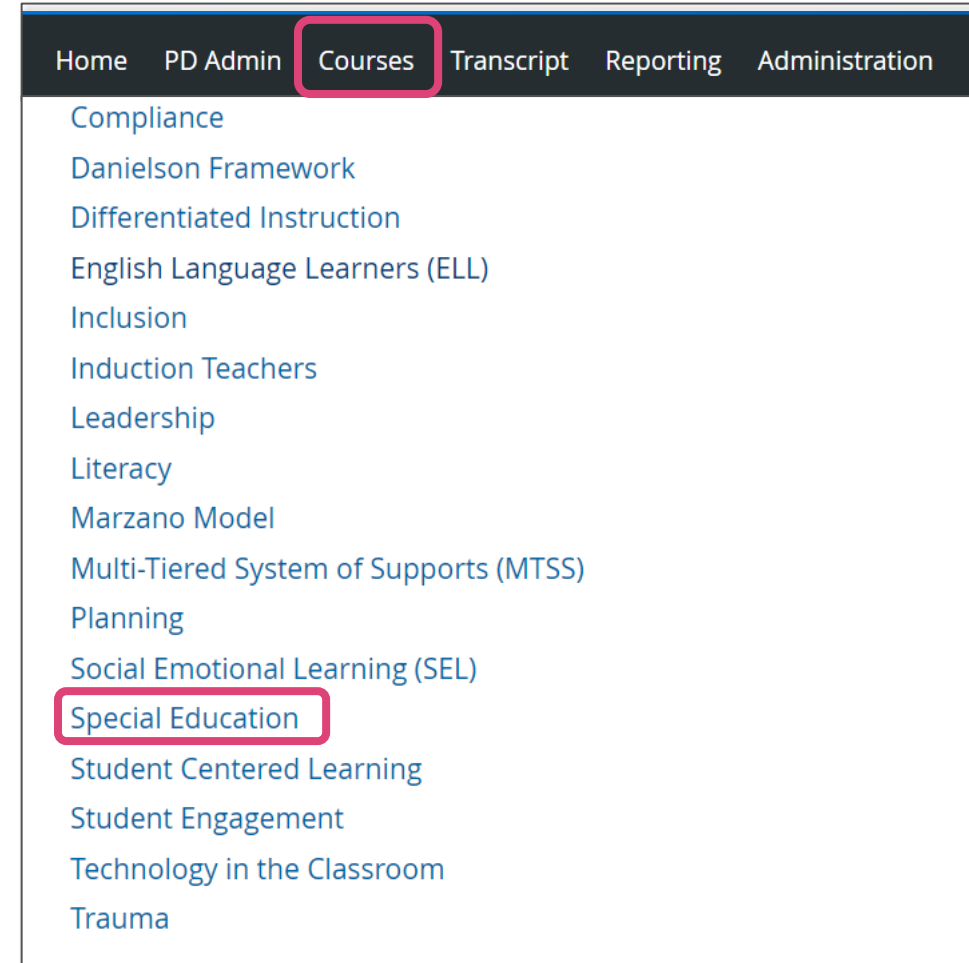 Home PD Admin Courses Transcript Reporting Administration
Compliance
Danielson Framework
Differentiated Instruction
English Language Learners (ELL)
Inclusion
Induction Teachers
Leadership
Literacy
Marzano Model
Multi-Tiered System of Supports (MTSS)
Planning
Social Emotional Learning (SEL)
Special Education
Student Centered Learning
Student Engagement
Technology in the Classroom
Trauma